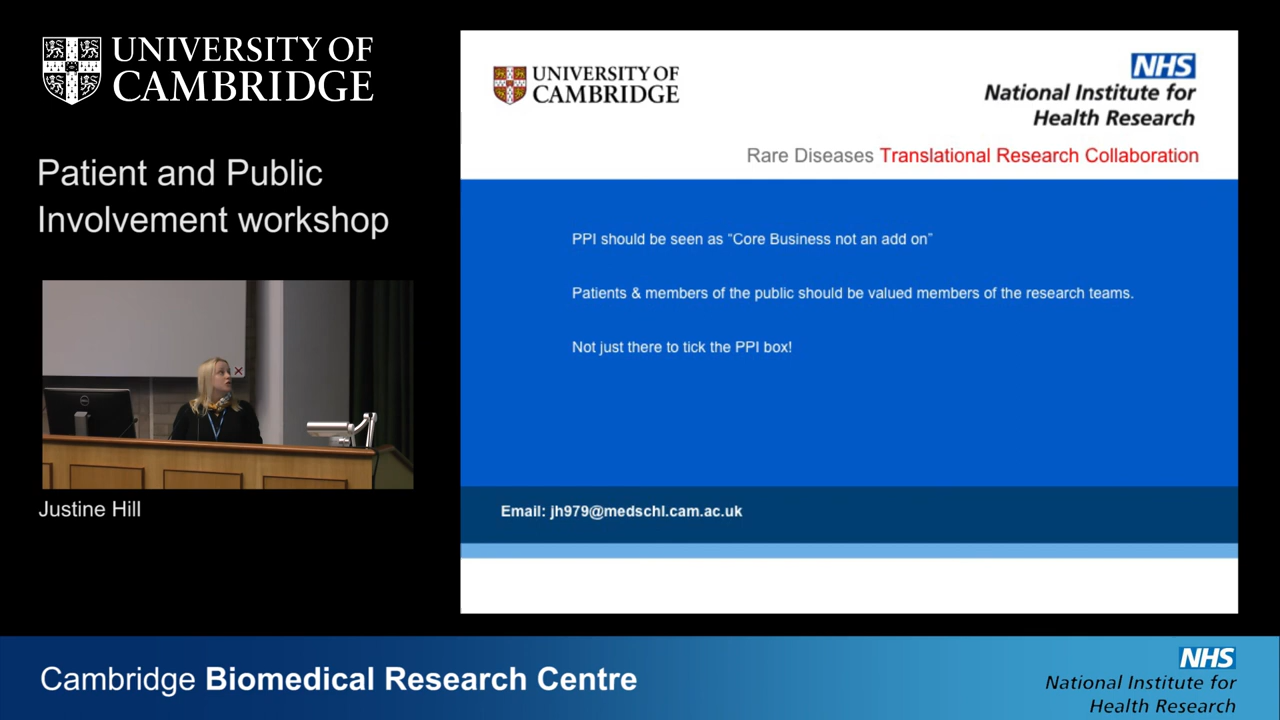 UNIVERSITY OF
CAMBRIDGE
Patient and Public
Involvement workshop
Justine Hill
UNIVERSITY OF
CAMBRIDGE
NHS
National Institute for
Health Research
Rare Diseases Translational Research Collaboration
PPI should be seen as “Core Business not an add on”
Patients & members of the public should be valued members of the research teams.
Not just there to tick the PPI box!
Email: jh979@medschl.cam.ac.uk
Cambridge Biomedical Research Centre
NHS
National Institute for
Health Research